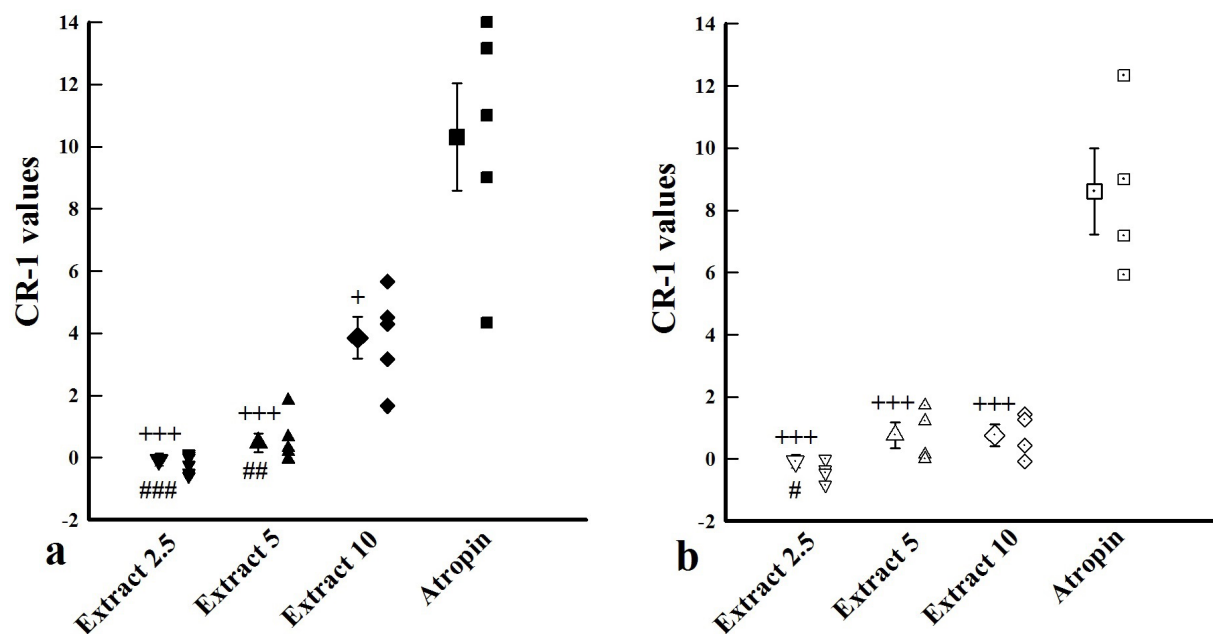 CR-1 values
14
12
10
8
6
4
2
0
-2
+++
###
+++
##
+
Extract 2.5
Extract 5
Extract 10
Atropin
a
CR-1 values
14
12
10
8
6
4
2
0
-2
+++
#
+++
+++
Extract 2.5
Extract 5
Extract 10
Atropin
b